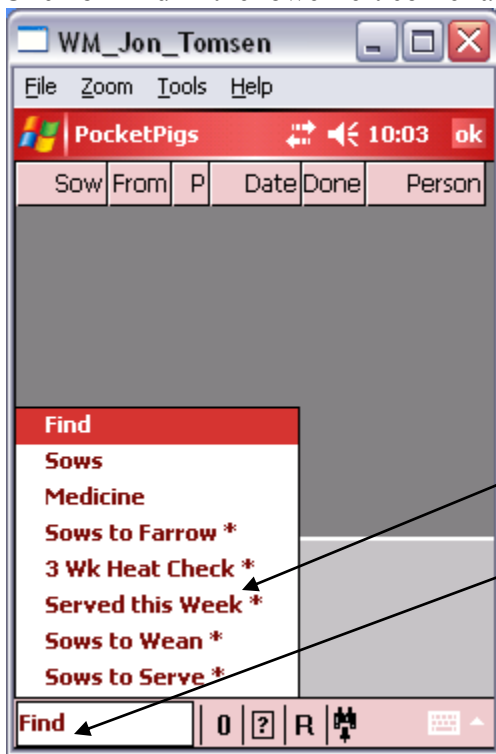 WM_Jon_Tomsen
File Zoom Tools Help
PocketPigs 10:03 ok
Sow From P Date Done Person
Find
Sows
Medicine
Sows to Farrow *
3 Wk Heat Check *
Served this Week *
Sows to Wean *
Sows to Serve *
Find 0 ? R